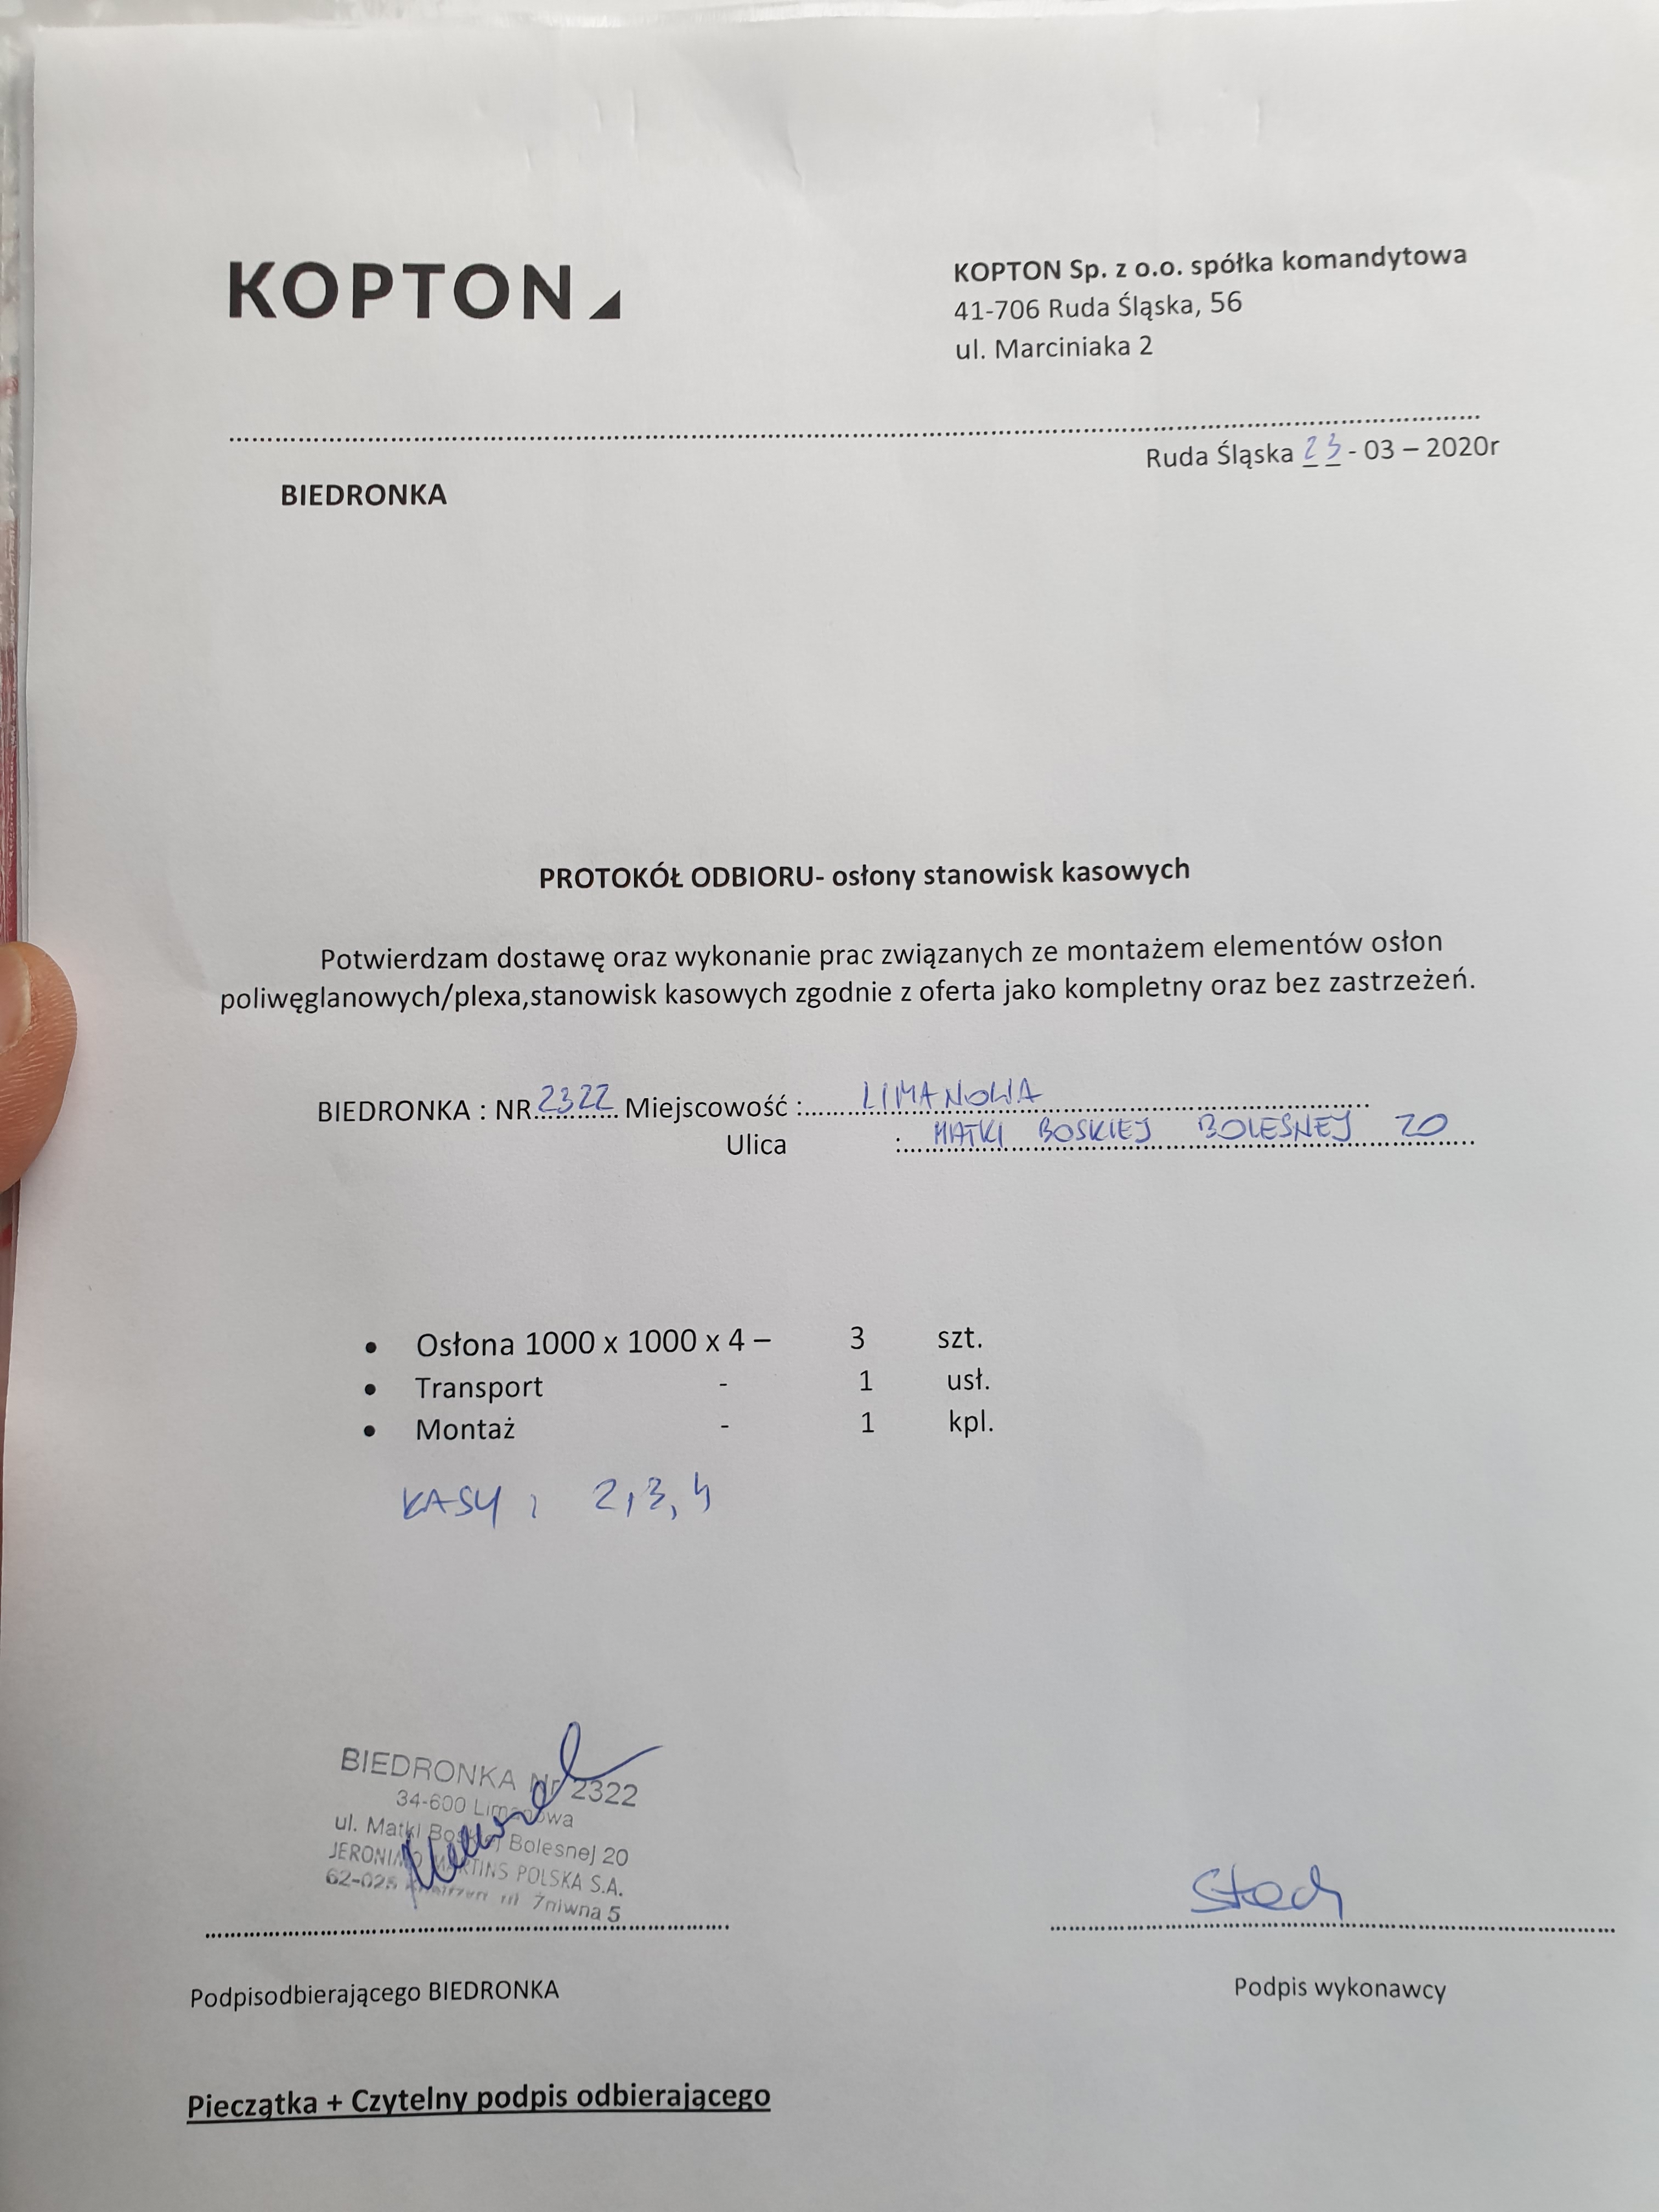 KOPTON
KOPTON Sp. z o.o. spółka komandytowa
41-706 Ruda Śląska, 56
ul. Marciniaka 2
Ruda Śląska 23 - 03 – 2020r
BIEDRONKA
PROTOKÓŁ ODBIORU- osłony stanowisk kasowych
Potwierdzam dostawę oraz wykonanie prac związanych ze montażem elementów osłon
poliwęglanowych/plexa,stanowisk kasowych zgodnie z oferta jako kompletny oraz bez zastrzeżeń.
BIEDRONKA : NR 2322 Miejscowość : LIMANOWA
Ulica : MATKI BOSKIEJ BOLESNEJ 20
• Osłona 1000 x 1000 x 4 – 3 szt.
• Transport - 1 usł.
• Montaż - 1 kpl.
KASY : 2,3,4
BIEDRONKA Nr 2322
34-600 Limanowa
ul. Matki Boskiej Bolesnej 20
JERONIMO MARTINS POLSKA S.A.
62-025 ul. Żniwna 5
Podpisodbierającego BIEDRONKA
Podpis wykonawcy
Pieczątka + Czytelny podpis odbierającego